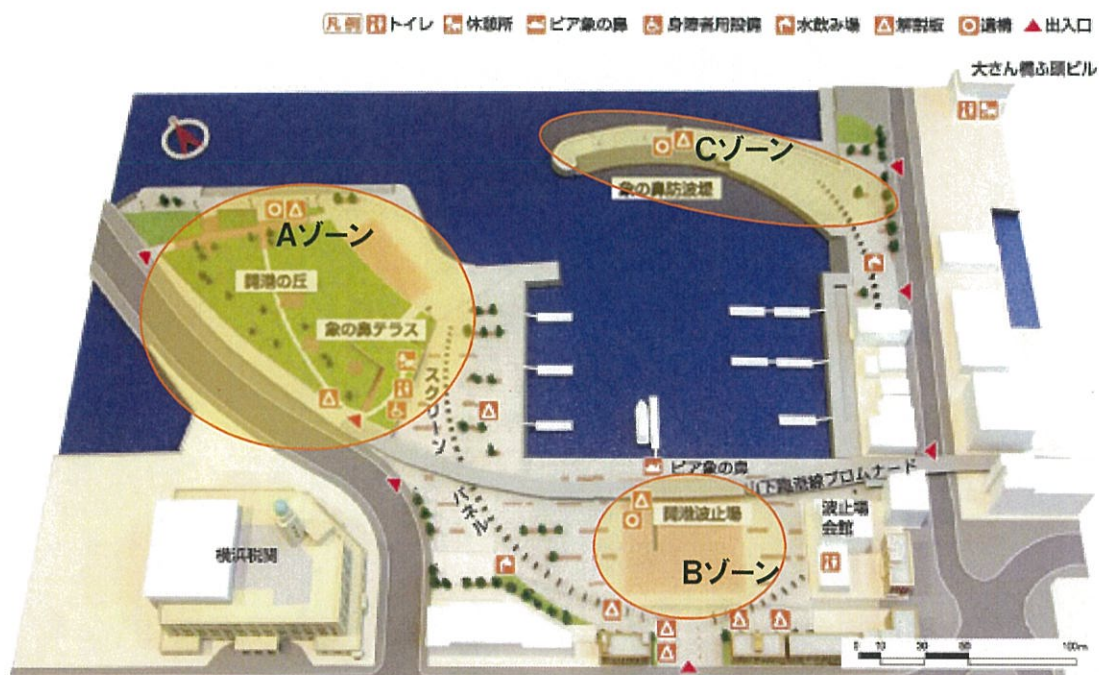 凡例 トイレ 休憩所 ピア象の鼻 身障者用設備 水飲み場 解説板 遺構 出入口
大さん橋ふ頭ビル
Cゾーン
象の鼻防波堤
Aゾーン
開港の丘
象の鼻テラス
スクリーン
ピア象の鼻
山下臨港線プロムナード
パネル
開港波止場
波止場
会館
横浜税関
Bゾーン
0 10 30 50 100m